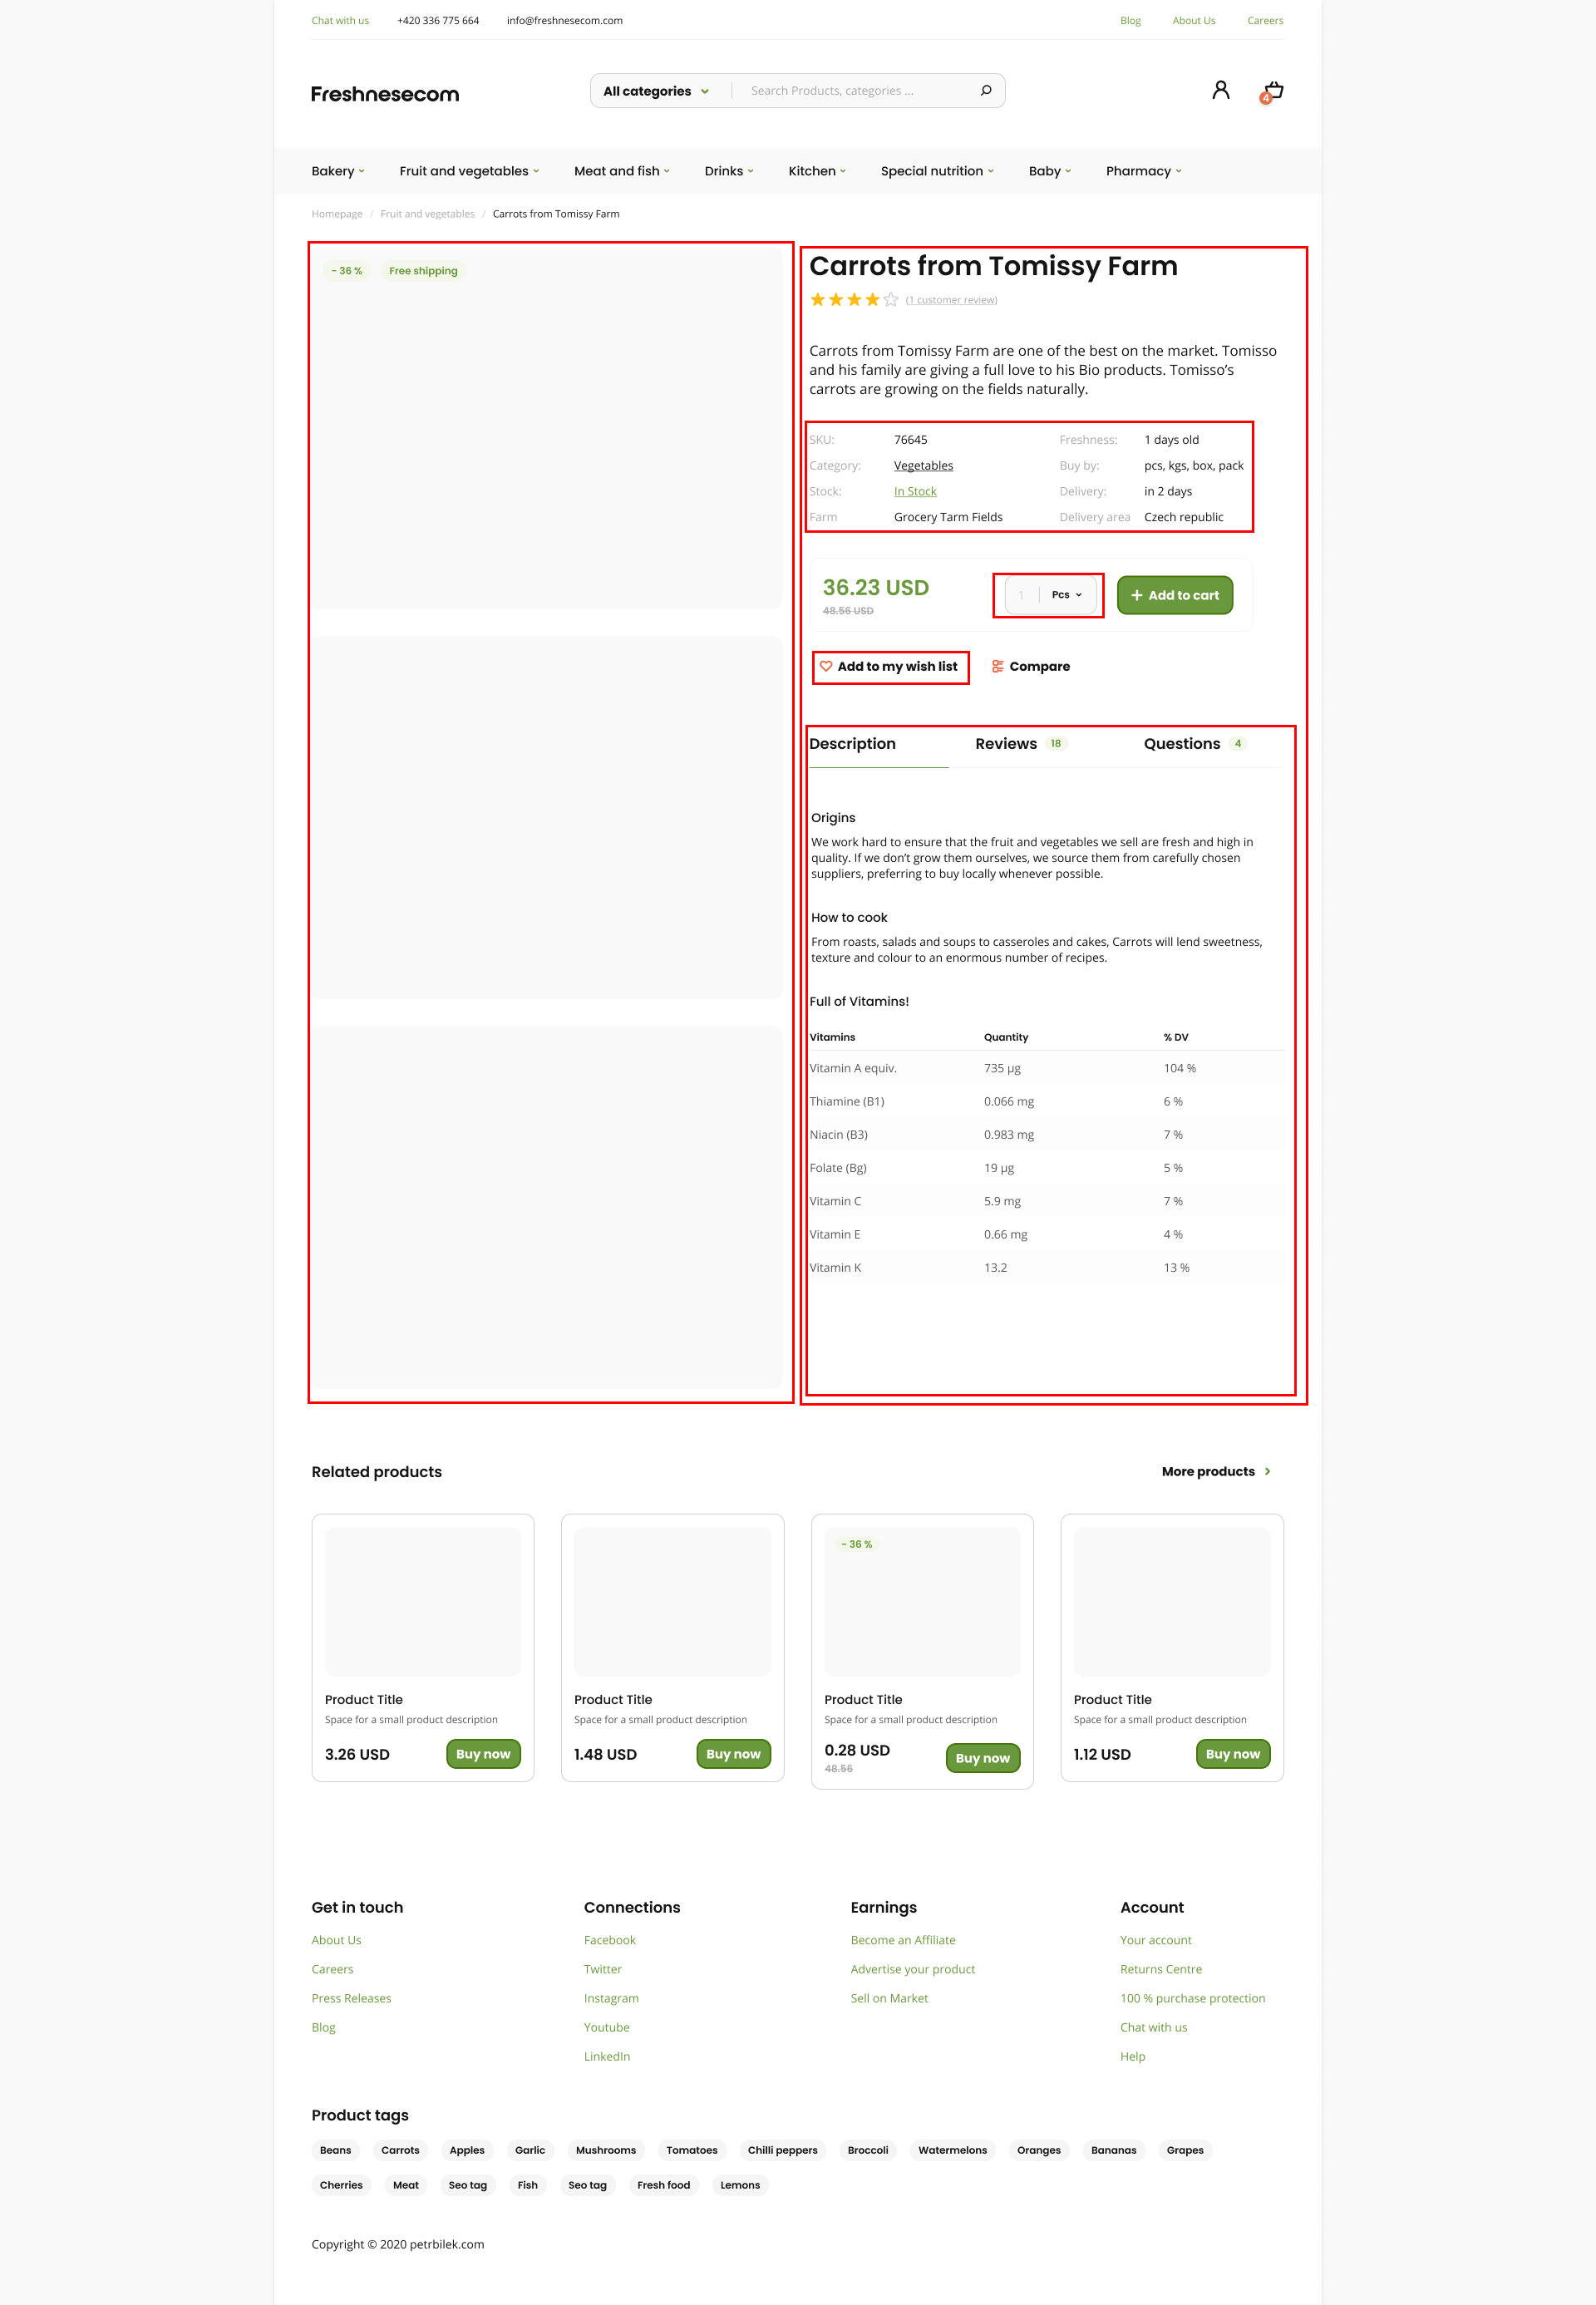 Chat with us +420 336 775 664 info@freshnesecom.com Blog About Us Careers
Freshnesecom All categories Search Products, categories ... 4
Bakery Fruit and vegetables Meat and fish Drinks Kitchen Special nutrition Baby Pharmacy
Homepage / Fruit and vegetables / Carrots from Tomissy Farm
- 36 % Free shipping
Carrots from Tomissy Farm
(1 customer review)
Carrots from Tomissy Farm are one of the best on the market. Tomisso
and his family are giving a full love to his Bio products. Tomisso’s
carrots are growing on the fields naturally.
SKU: 76645 Freshness: 1 days old
Category: Vegetables Buy by: pcs, kgs, box, pack
Stock: In Stock Delivery: in 2 days
Farm Grocery Tarm Fields Delivery area Czech republic
36.23 USD
48.56 USD
1 Pcs
+ Add to cart
Add to my wish list Compare
Description Reviews 18 Questions 4
Origins
We work hard to ensure that the fruit and vegetables we sell are fresh and high in
quality. If we don’t grow them ourselves, we source them from carefully chosen
suppliers, preferring to buy locally whenever possible.
How to cook
From roasts, salads and soups to casseroles and cakes, Carrots will lend sweetness,
texture and colour to an enormous number of recipes.
Full of Vitamins!
Vitamins Quantity % DV
Vitamin A equiv. 735 µg 104 %
Thiamine (B1) 0.066 mg 6 %
Niacin (B3) 0.983 mg 7 %
Folate (Bg) 19 µg 5 %
Vitamin C 5.9 mg 7 %
Vitamin E 0.66 mg 4 %
Vitamin K 13.2 13 %
Related products More products
- 36 %
Product Title Product Title Product Title Product Title
Space for a small product description Space for a small product description Space for a small product description Space for a small product description
3.26 USD Buy now 1.48 USD Buy now 0.28 USD 48.56 Buy now 1.12 USD Buy now
Get in touch Connections Earnings Account
About Us Facebook Become an Affiliate Your account
Careers Twitter Advertise your product Returns Centre
Press Releases Instagram Sell on Market 100 % purchase protection
Blog Youtube Chat with us
LinkedIn Help
Product tags
Beans Carrots Apples Garlic Mushrooms Tomatoes Chilli peppers Broccoli Watermelons Oranges Bananas Grapes
Cherries Meat Seo tag Fish Seo tag Fresh food Lemons
Copyright © 2020 petrbilek.com